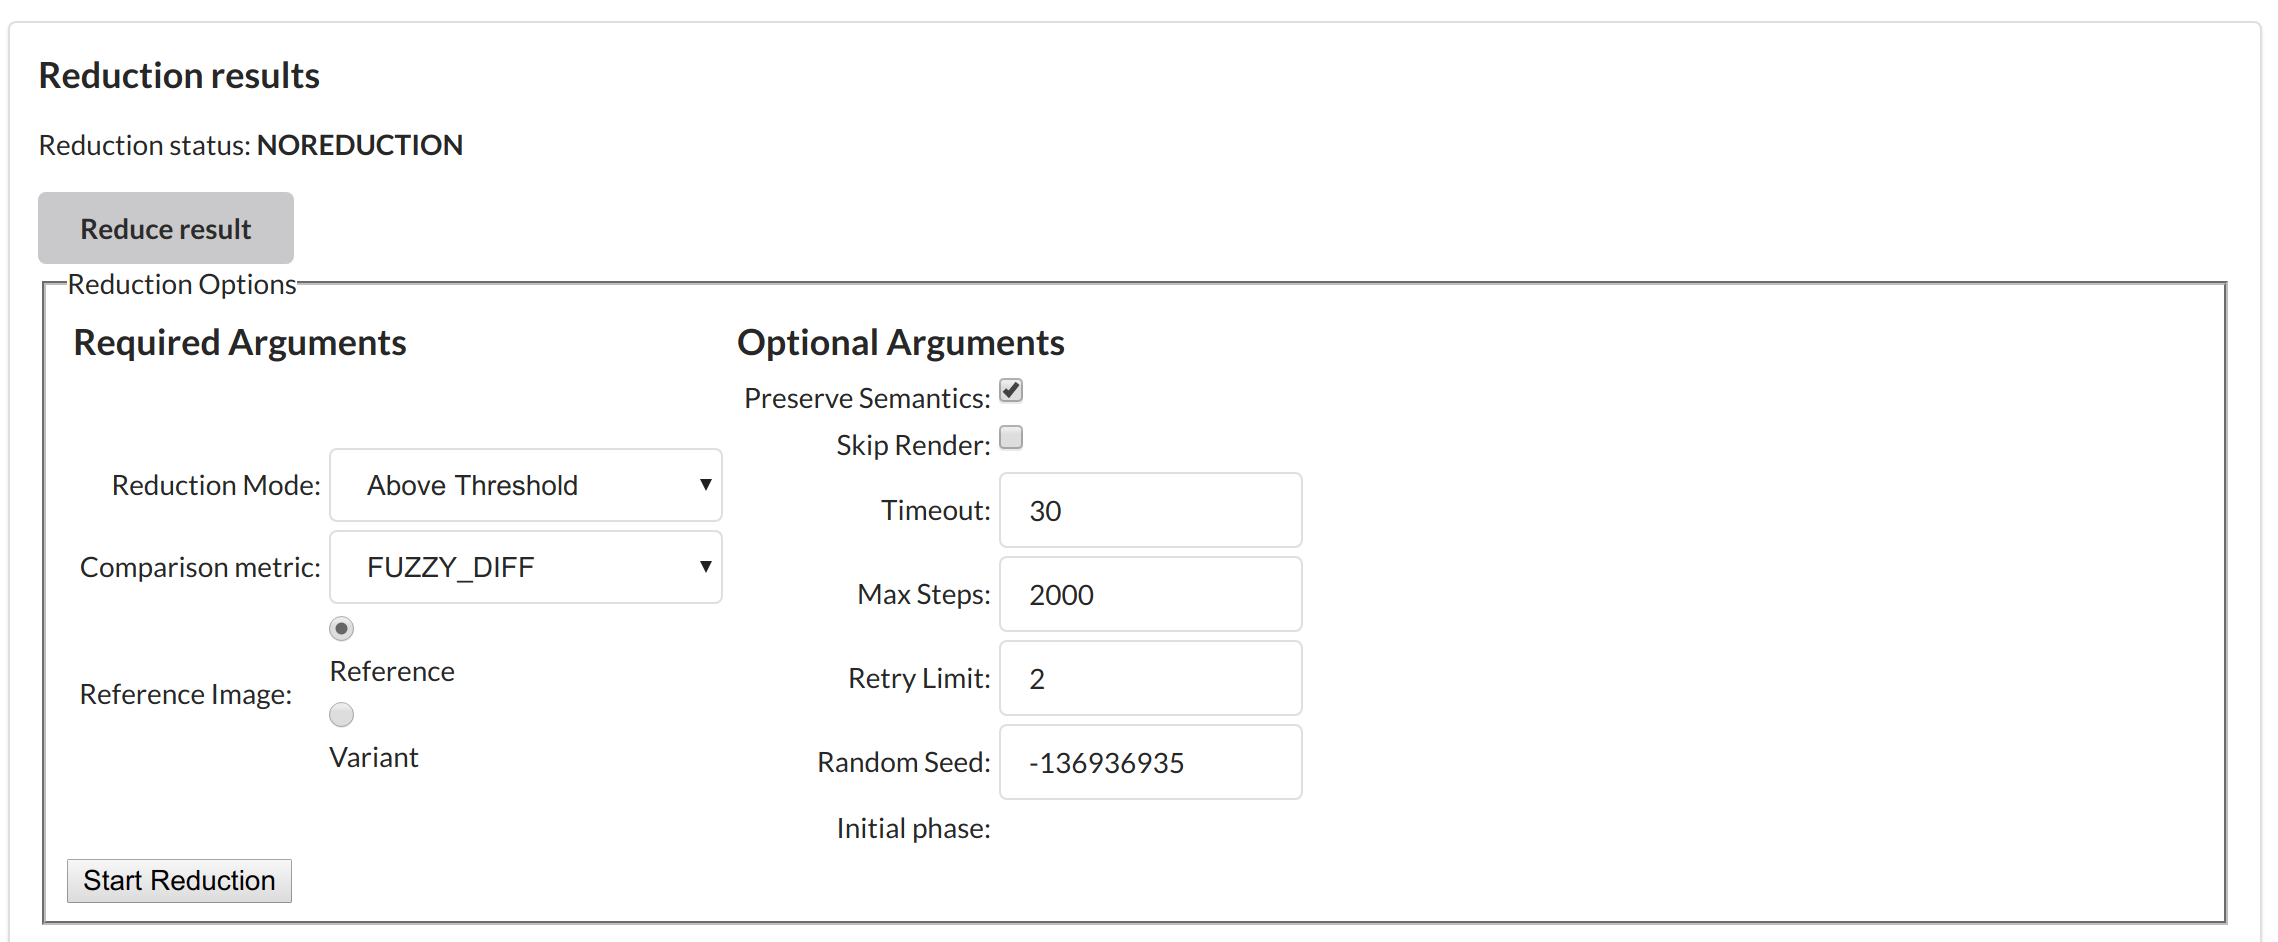 Reduction results
Reduction status: NOREDUCTION
Reduce result
Reduction Options
Required Arguments
Reduction Mode: Above Threshold
Comparison metric: FUZZY_DIFF
Reference Image:
Reference
Variant
Optional Arguments
Preserve Semantics:
Skip Render:
Timeout: 30
Max Steps: 2000
Retry Limit: 2
Random Seed: -136936935
Initial phase:
Start Reduction